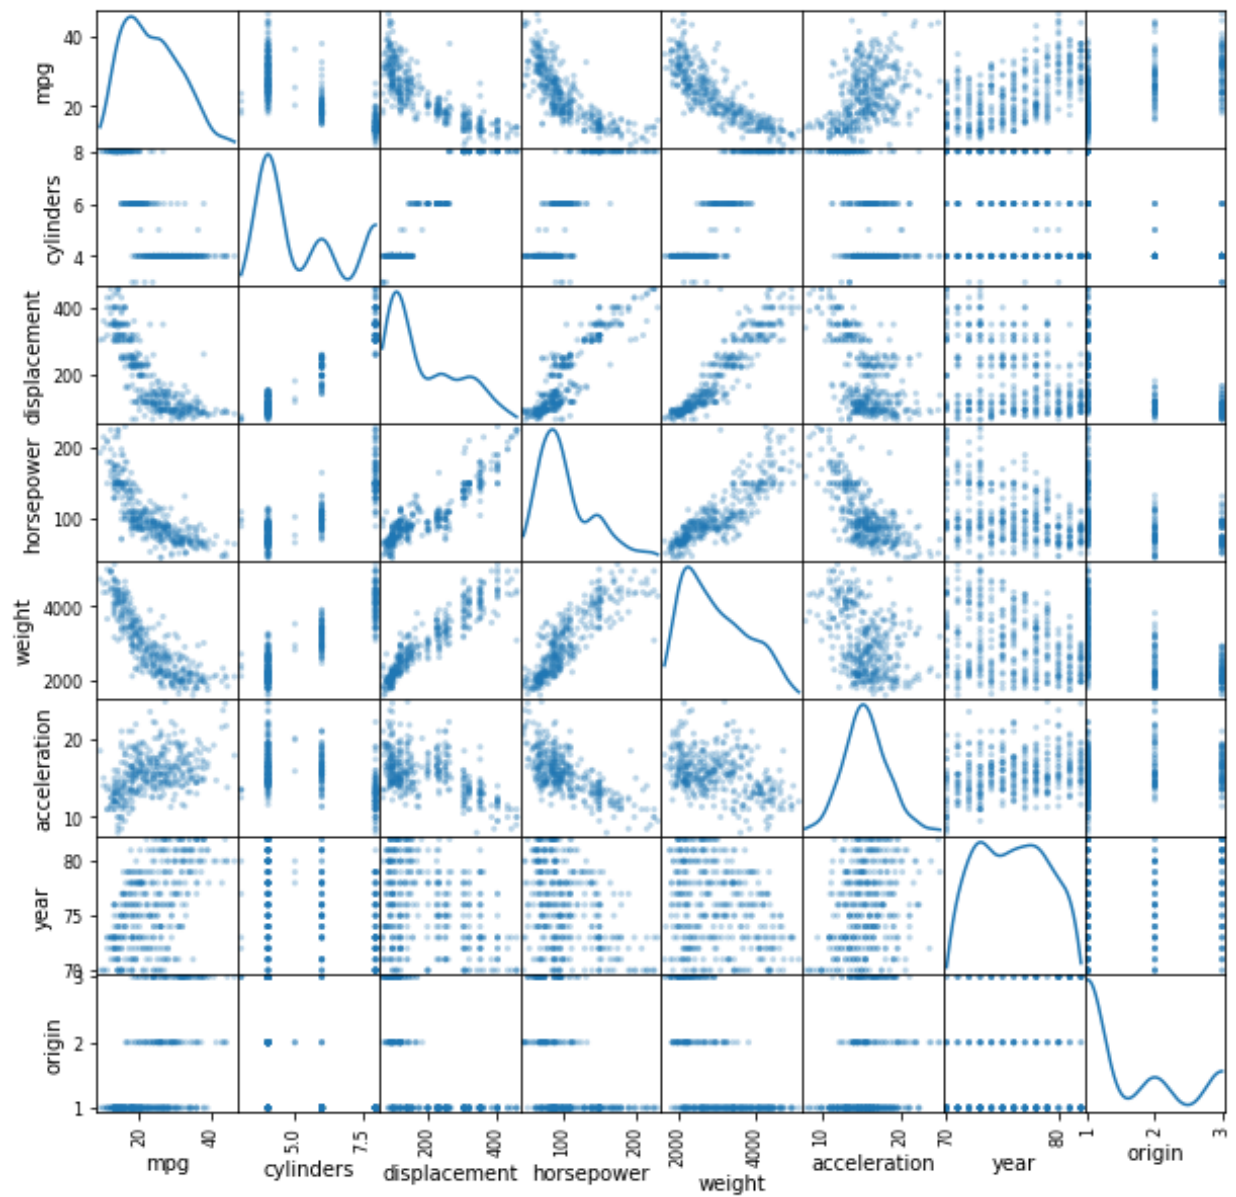 mpg
40
20
cylinders
8
6
4
displacement
400
200
horsepower
200
100
weight
4000
2000
acceleration
20
10
year
80
75
70
origin
3
2
1
20 40 5.0 7.5 200 400 100 200 2000 4000 10 20 70 80 1 2 3
mpg cylinders displacement horsepower weight acceleration year origin